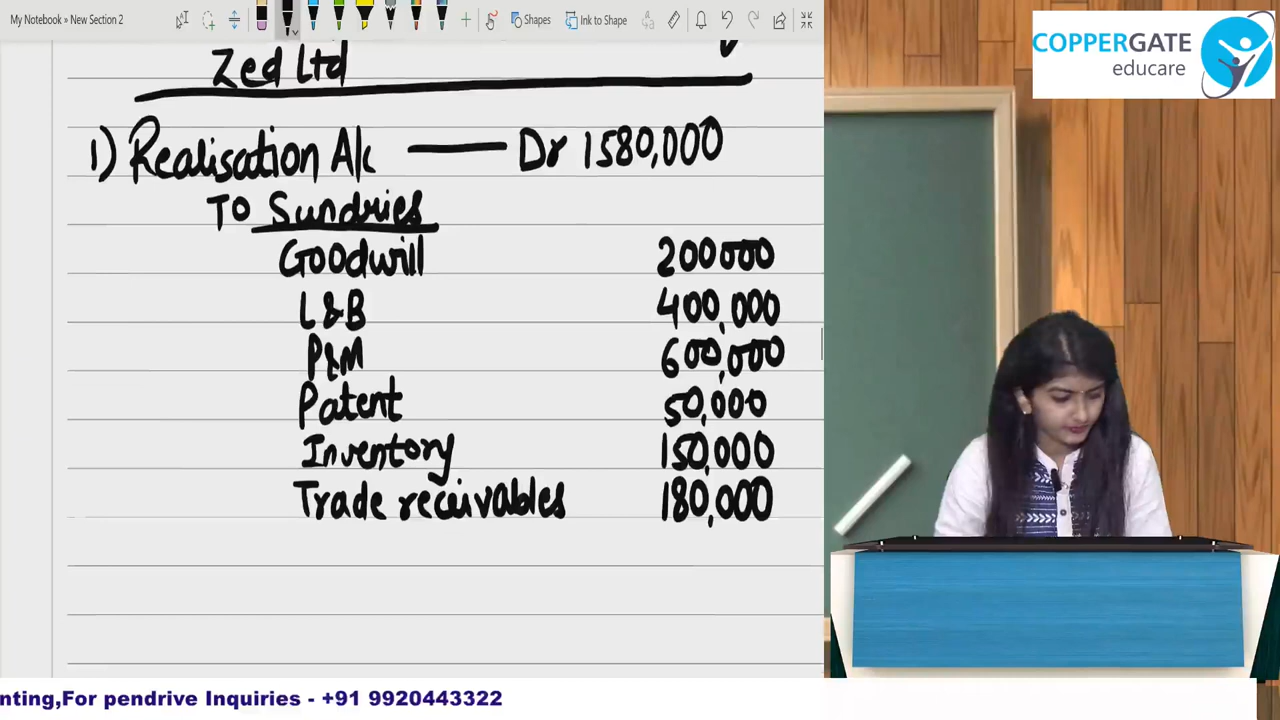 My Notebook » New Section 2
Shapes
Ink to Shape
COPPERGATE
educare
Zed Ltd
1) Realisation A/c —— Dr 1580,000
To Sundries
Goodwill 200000
L&B 400,000
P&M 600,000
Patent 50,000
Inventory 150,000
Trade receivables 180,000
nting,For pendrive Inquiries - +91 9920443322